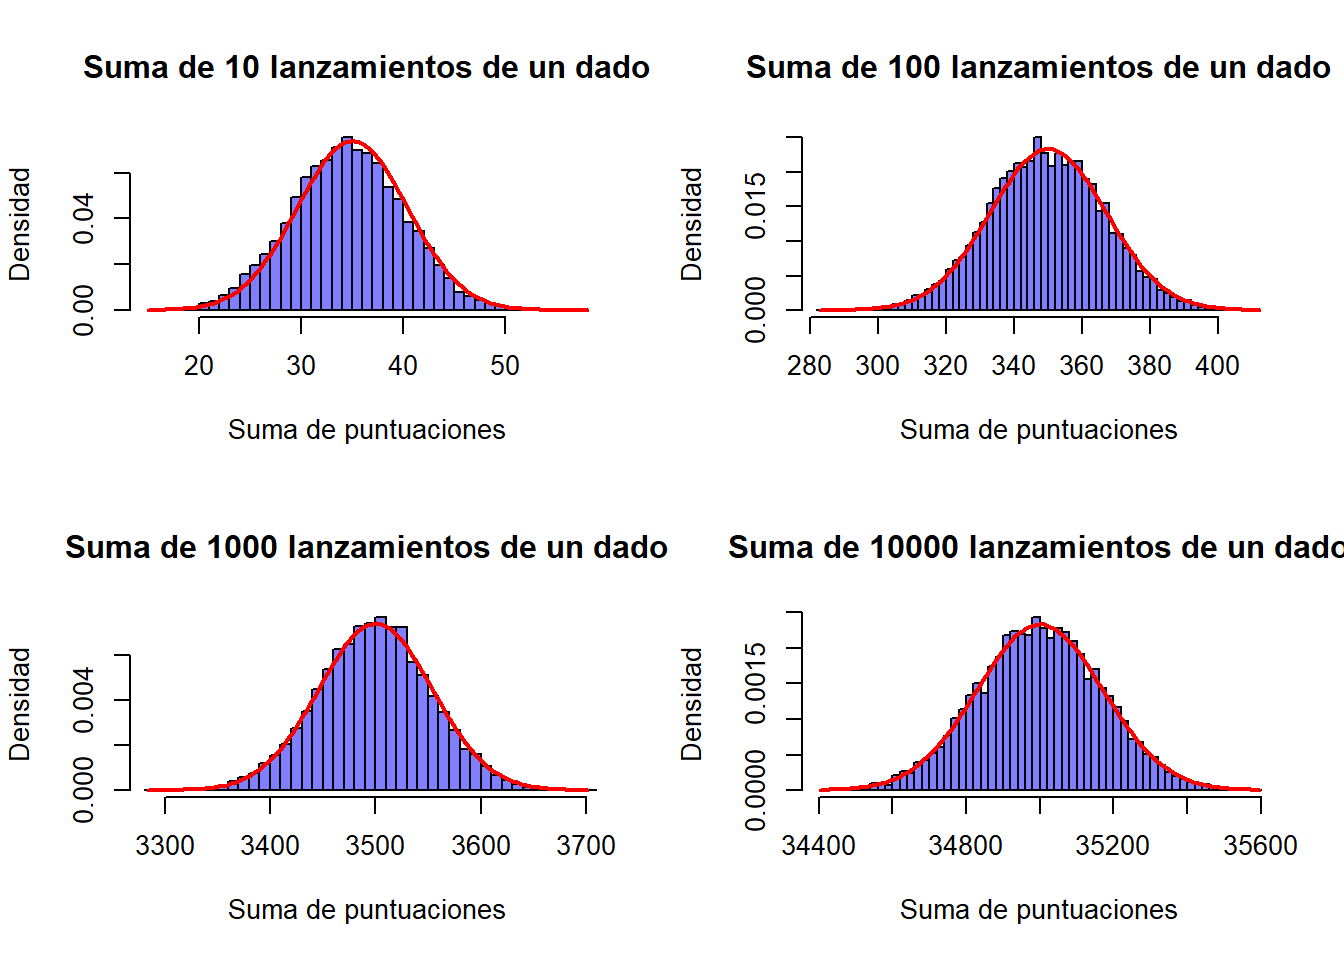 Suma de 10 lanzamientos de un dado
Densidad
0.04
0.00
20 30 40 50
Suma de puntuaciones
Suma de 100 lanzamientos de un dado
Densidad
0.015
0.000
280 300 320 340 360 380 400
Suma de puntuaciones
Suma de 1000 lanzamientos de un dado
Densidad
0.004
0.000
3300 3400 3500 3600 3700
Suma de puntuaciones
Suma de 10000 lanzamientos de un dado
Densidad
0.0015
0.0000
34400 34800 35200 35600
Suma de puntuaciones